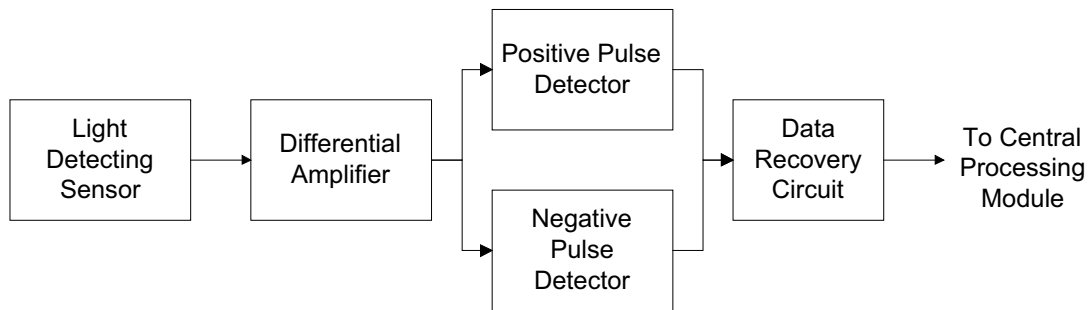 Positive Pulse
Detector
Light
Detecting
Sensor
Differential
Amplifier
Data
Recovery
Circuit
To Central
Processing
Module
Negative
Pulse
Detector